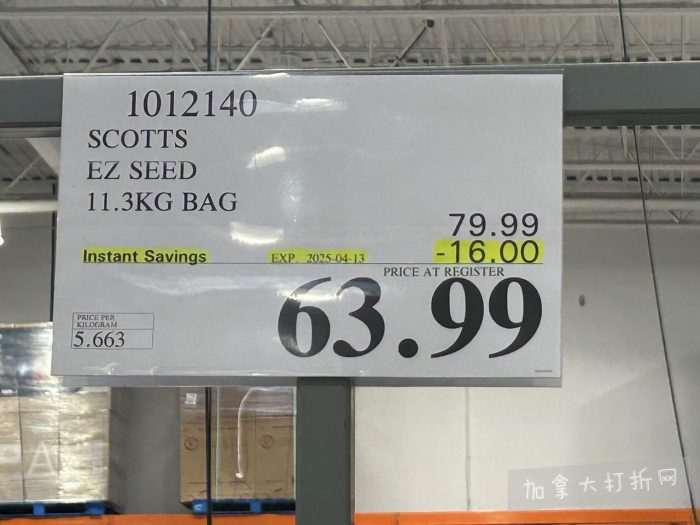 1012140
SCOTTS
EZ SEED
11.3KG BAG
79.99
Instant Savings EXP. 2025-04-13 -16.00
PRICE AT REGISTER
63.99
PRICE PER
KILOGRAM
5.663
加拿大打折网